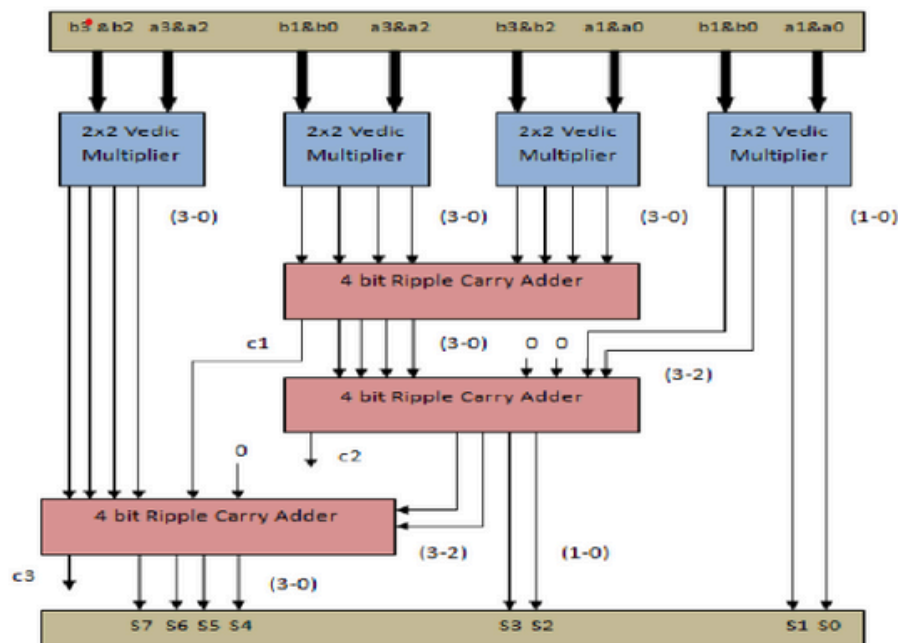 b3 &b2 a3&a2 b1&b0 a3&a2 b3&b2 a1&a0 b1&b0 a1&a0
2x2 Vedic Multiplier
2x2 Vedic Multiplier
2x2 Vedic Multiplier
2x2 Vedic Multiplier
(3-0) (3-0) (3-0) (1-0)
4 bit Ripple Carry Adder
c1 (3-0) 0 0 (3-2)
4 bit Ripple Carry Adder
0 c2
4 bit Ripple Carry Adder
(3-2) (1-0)
c3 (3-0)
S7 S6 S5 S4 S3 S2 S1 S0